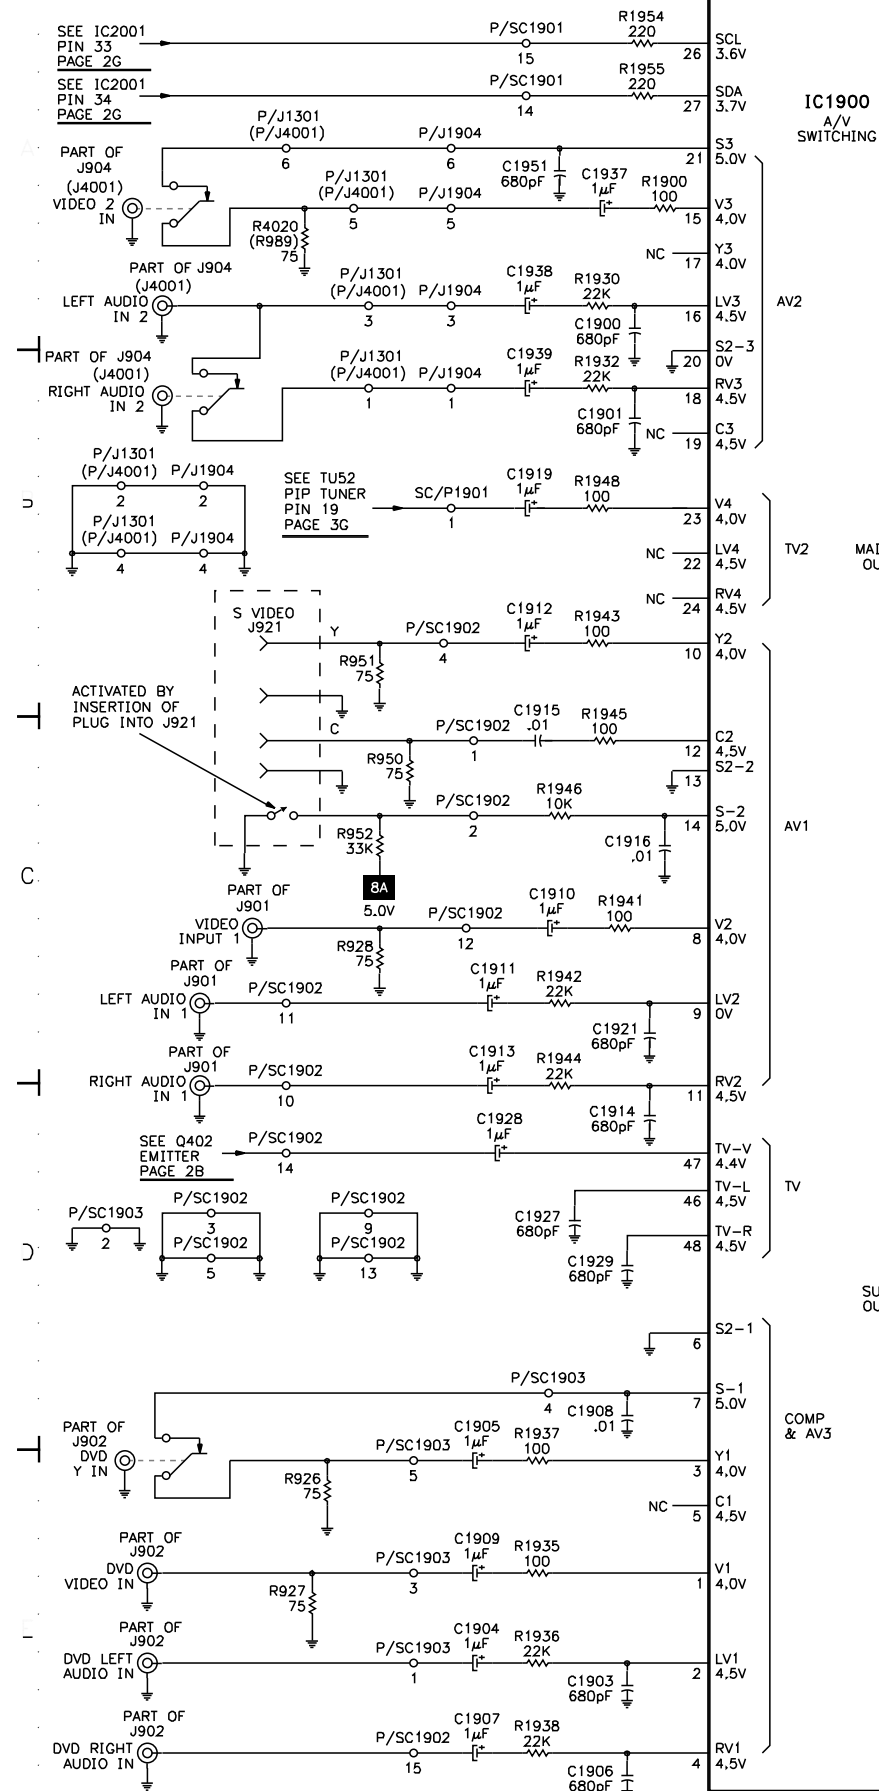 R1954
220
SEE IC2001
PIN 33
PAGE 2G
P/SC1901
15
26
SCL
3.6V
R1955
220
SEE IC2001
PIN 34
PAGE 2G
P/SC1901
14
27
SDA
3.7V
IC1900
A/V
SWITCHING
P/J1301
(P/J4001)
6
P/J1904
6
C1951
680pF
21
S3
5.0V
PART OF
J904
(J4001)
VIDEO 2
IN
R4020
(R989)
75
P/J1301
(P/J4001)
5
P/J1904
5
C1937
1µF
R1900
100
15
V3
4.0V
NC
17
Y3
4.0V
PART OF J904
(J4001)
LEFT AUDIO
IN 2
P/J1301
(P/J4001)
3
P/J1904
3
C1938
1µF
R1930
22K
C1900
680pF
16
LV3
4.5V
AV2
20
S2-3
0V
PART OF J904
(J4001)
RIGHT AUDIO
IN 2
P/J1301
(P/J4001)
1
P/J1904
1
C1939
1µF
R1932
22K
C1901
680pF
18
RV3
4.5V
NC
19
C3
4.5V
P/J1301
(P/J4001)
2
P/J1904
2
P/J1301
(P/J4001)
4
P/J1904
4
SEE TU52
PIP TUNER
PIN 19
PAGE 3G
SC/P1901
1
C1919
1µF
R1948
100
23
V4
4.0V
NC
22
LV4
4.5V
TV2
MAI
OU
NC
24
RV4
4.5V
S VIDEO
J921
Y
R951
75
P/SC1902
4
C1912
1µF
R1943
100
10
Y2
4.0V
ACTIVATED BY
INSERTION OF
PLUG INTO J921
C
R950
75
P/SC1902
1
C1915
.01
R1945
100
12
C2
4.5V
13
S2-2
R952
33K
8A
5.0V
P/SC1902
2
R1946
10K
C1916
.01
14
S-2
5.0V
AV1
C
PART OF
J901
VIDEO
INPUT 1
R928
75
P/SC1902
12
C1910
1µF
R1941
100
8
V2
4.0V
PART OF
J901
LEFT AUDIO
IN 1
P/SC1902
11
C1911
1µF
R1942
22K
C1921
680pF
9
LV2
0V
PART OF
J901
RIGHT AUDIO
IN 1
P/SC1902
10
C1913
1µF
R1944
22K
C1914
680pF
11
RV2
4.5V
SEE Q402
EMITTER
PAGE 2B
P/SC1902
14
C1928
1µF
47
TV-V
4.4V
C1927
680pF
46
TV-L
4.5V
TV
C1929
680pF
48
TV-R
4.5V
P/SC1903
2
P/SC1902
3
P/SC1902
5
P/SC1902
9
P/SC1902
13
D
SU
OU
6
S2-1
P/SC1903
4
C1908
.01
7
S-1
5.0V
COMP
& AV3
PART OF
J902
DVD
Y IN
R926
75
P/SC1903
5
C1905
1µF
R1937
100
3
Y1
4.0V
NC
5
C1
4.5V
PART OF
J902
DVD
VIDEO IN
R927
75
P/SC1903
3
C1909
1µF
R1935
100
1
V1
4.0V
PART OF
J902
DVD LEFT
AUDIO IN
P/SC1903
1
C1904
1µF
R1936
22K
C1903
680pF
2
LV1
4.5V
PART OF
J902
DVD RIGHT
AUDIO IN
P/SC1902
15
C1907
1µF
R1938
22K
C1906
680pF
4
RV1
4.5V